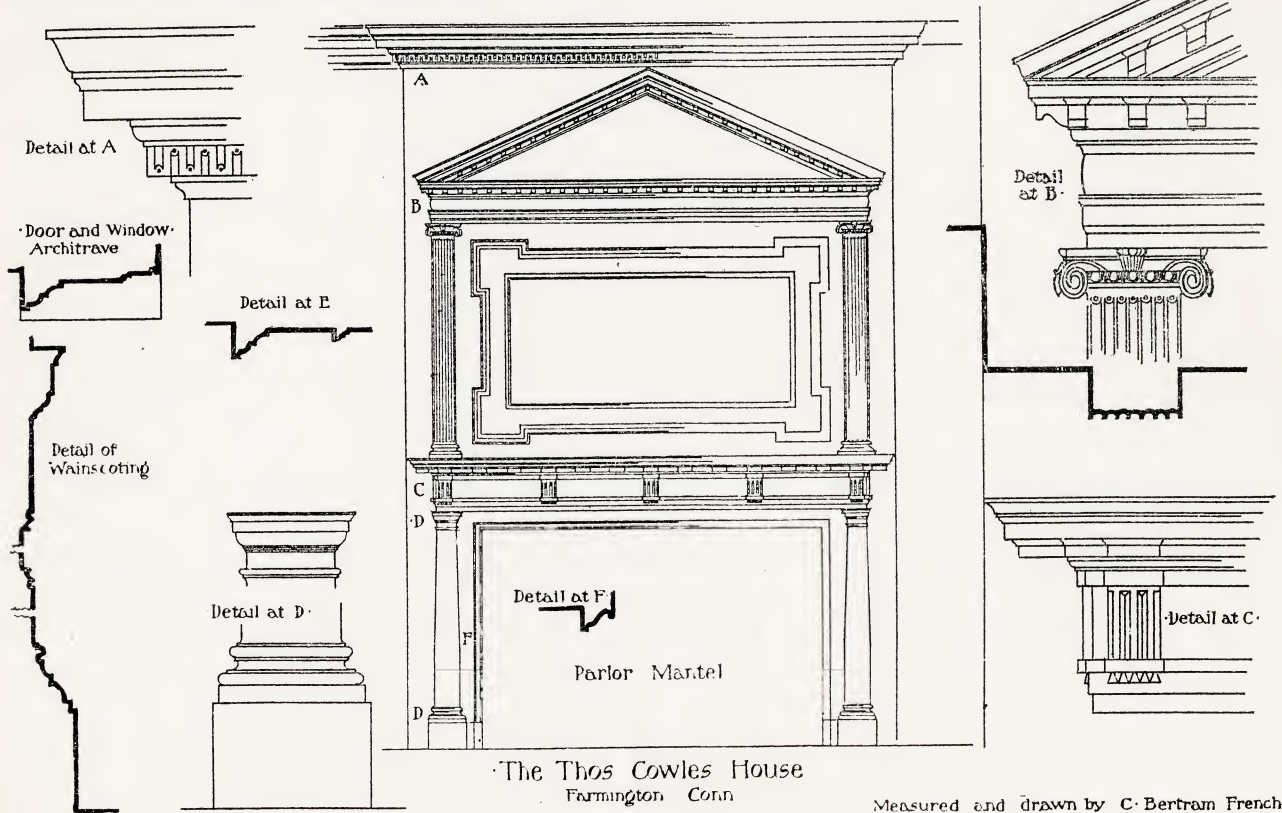 A
Detail at A
B
Detail
at B·
·Door and Window·
Architrave
Detail at E
Detail of
Wainscoting
C
·D
Detail at D·
Detail at F·
F
Parlor Mantel
·Detail at C·
D
·The Thos Cowles House
Farmington Conn
Measured and drawn by C· Bertram French